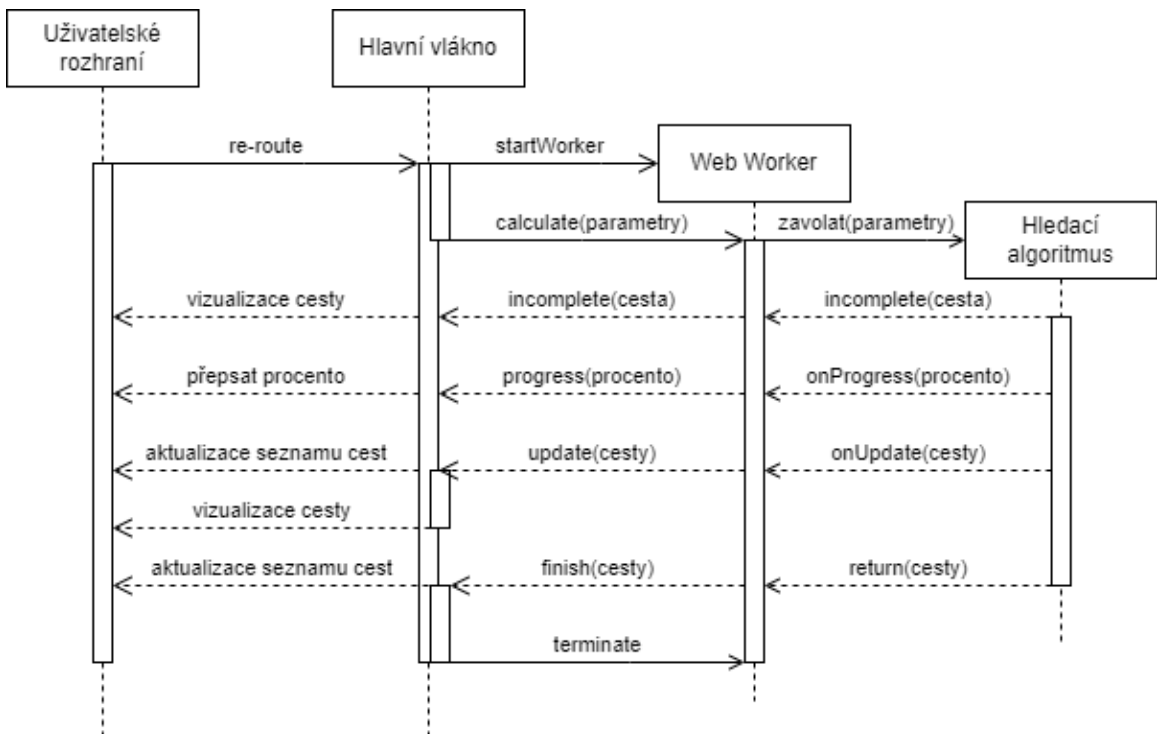 Uživatelské
rozhraní
Hlavní vlákno
re-route
startWorker
Web Worker
calculate(parametry)
zavolat(parametry)
Hledací
algoritmus
vizualizace cesty
incomplete(cesta)
incomplete(cesta)
přepsat procento
progress(procento)
onProgress(procento)
aktualizace seznamu cest
update(cesty)
onUpdate(cesty)
vizualizace cesty
aktualizace seznamu cest
finish(cesty)
return(cesty)
terminate